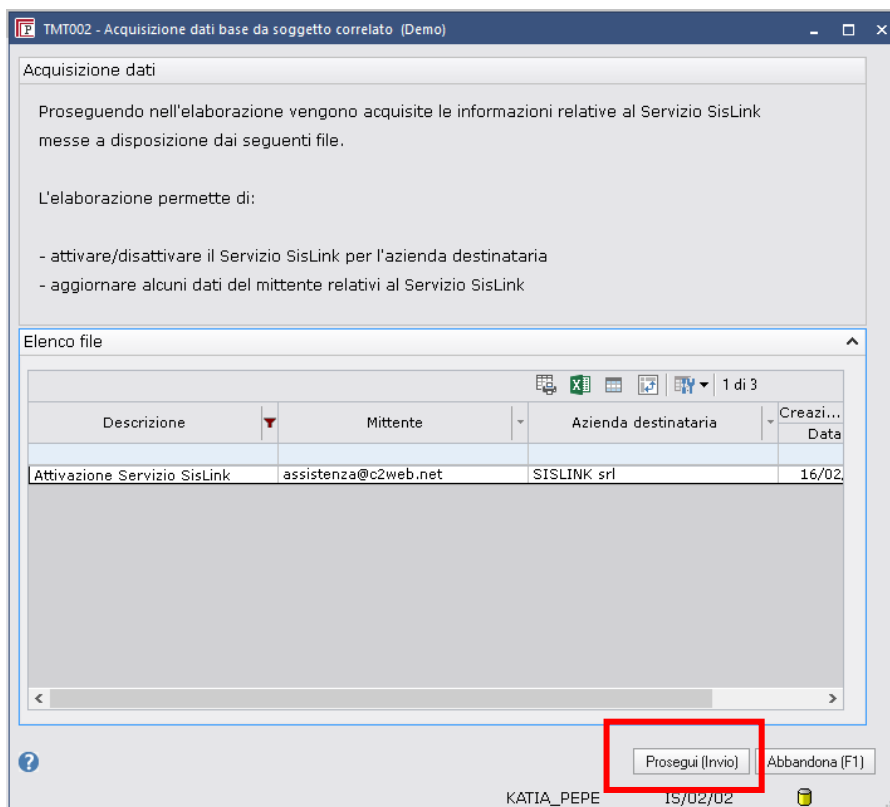 TMT002 - Acquisizione dati base da soggetto correlato (Demo)
Acquisizione dati
Proseguendo nell'elaborazione vengono acquisite le informazioni relative al Servizio SisLink
messe a disposizione dai seguenti file.
L'elaborazione permette di:
- attivare/disattivare il Servizio SisLink per l'azienda destinataria
- aggiornare alcuni dati del mittente relativi al Servizio SisLink
Elenco file
1 di 3
Descrizione Mittente Azienda destinataria Creazi...
Data
Attivazione Servizio SisLink assistenza@c2web.net SISLINK srl 16/02
Prosegui (Invio) Abbandona (F1)
KATIA_PEPE IS/02/02